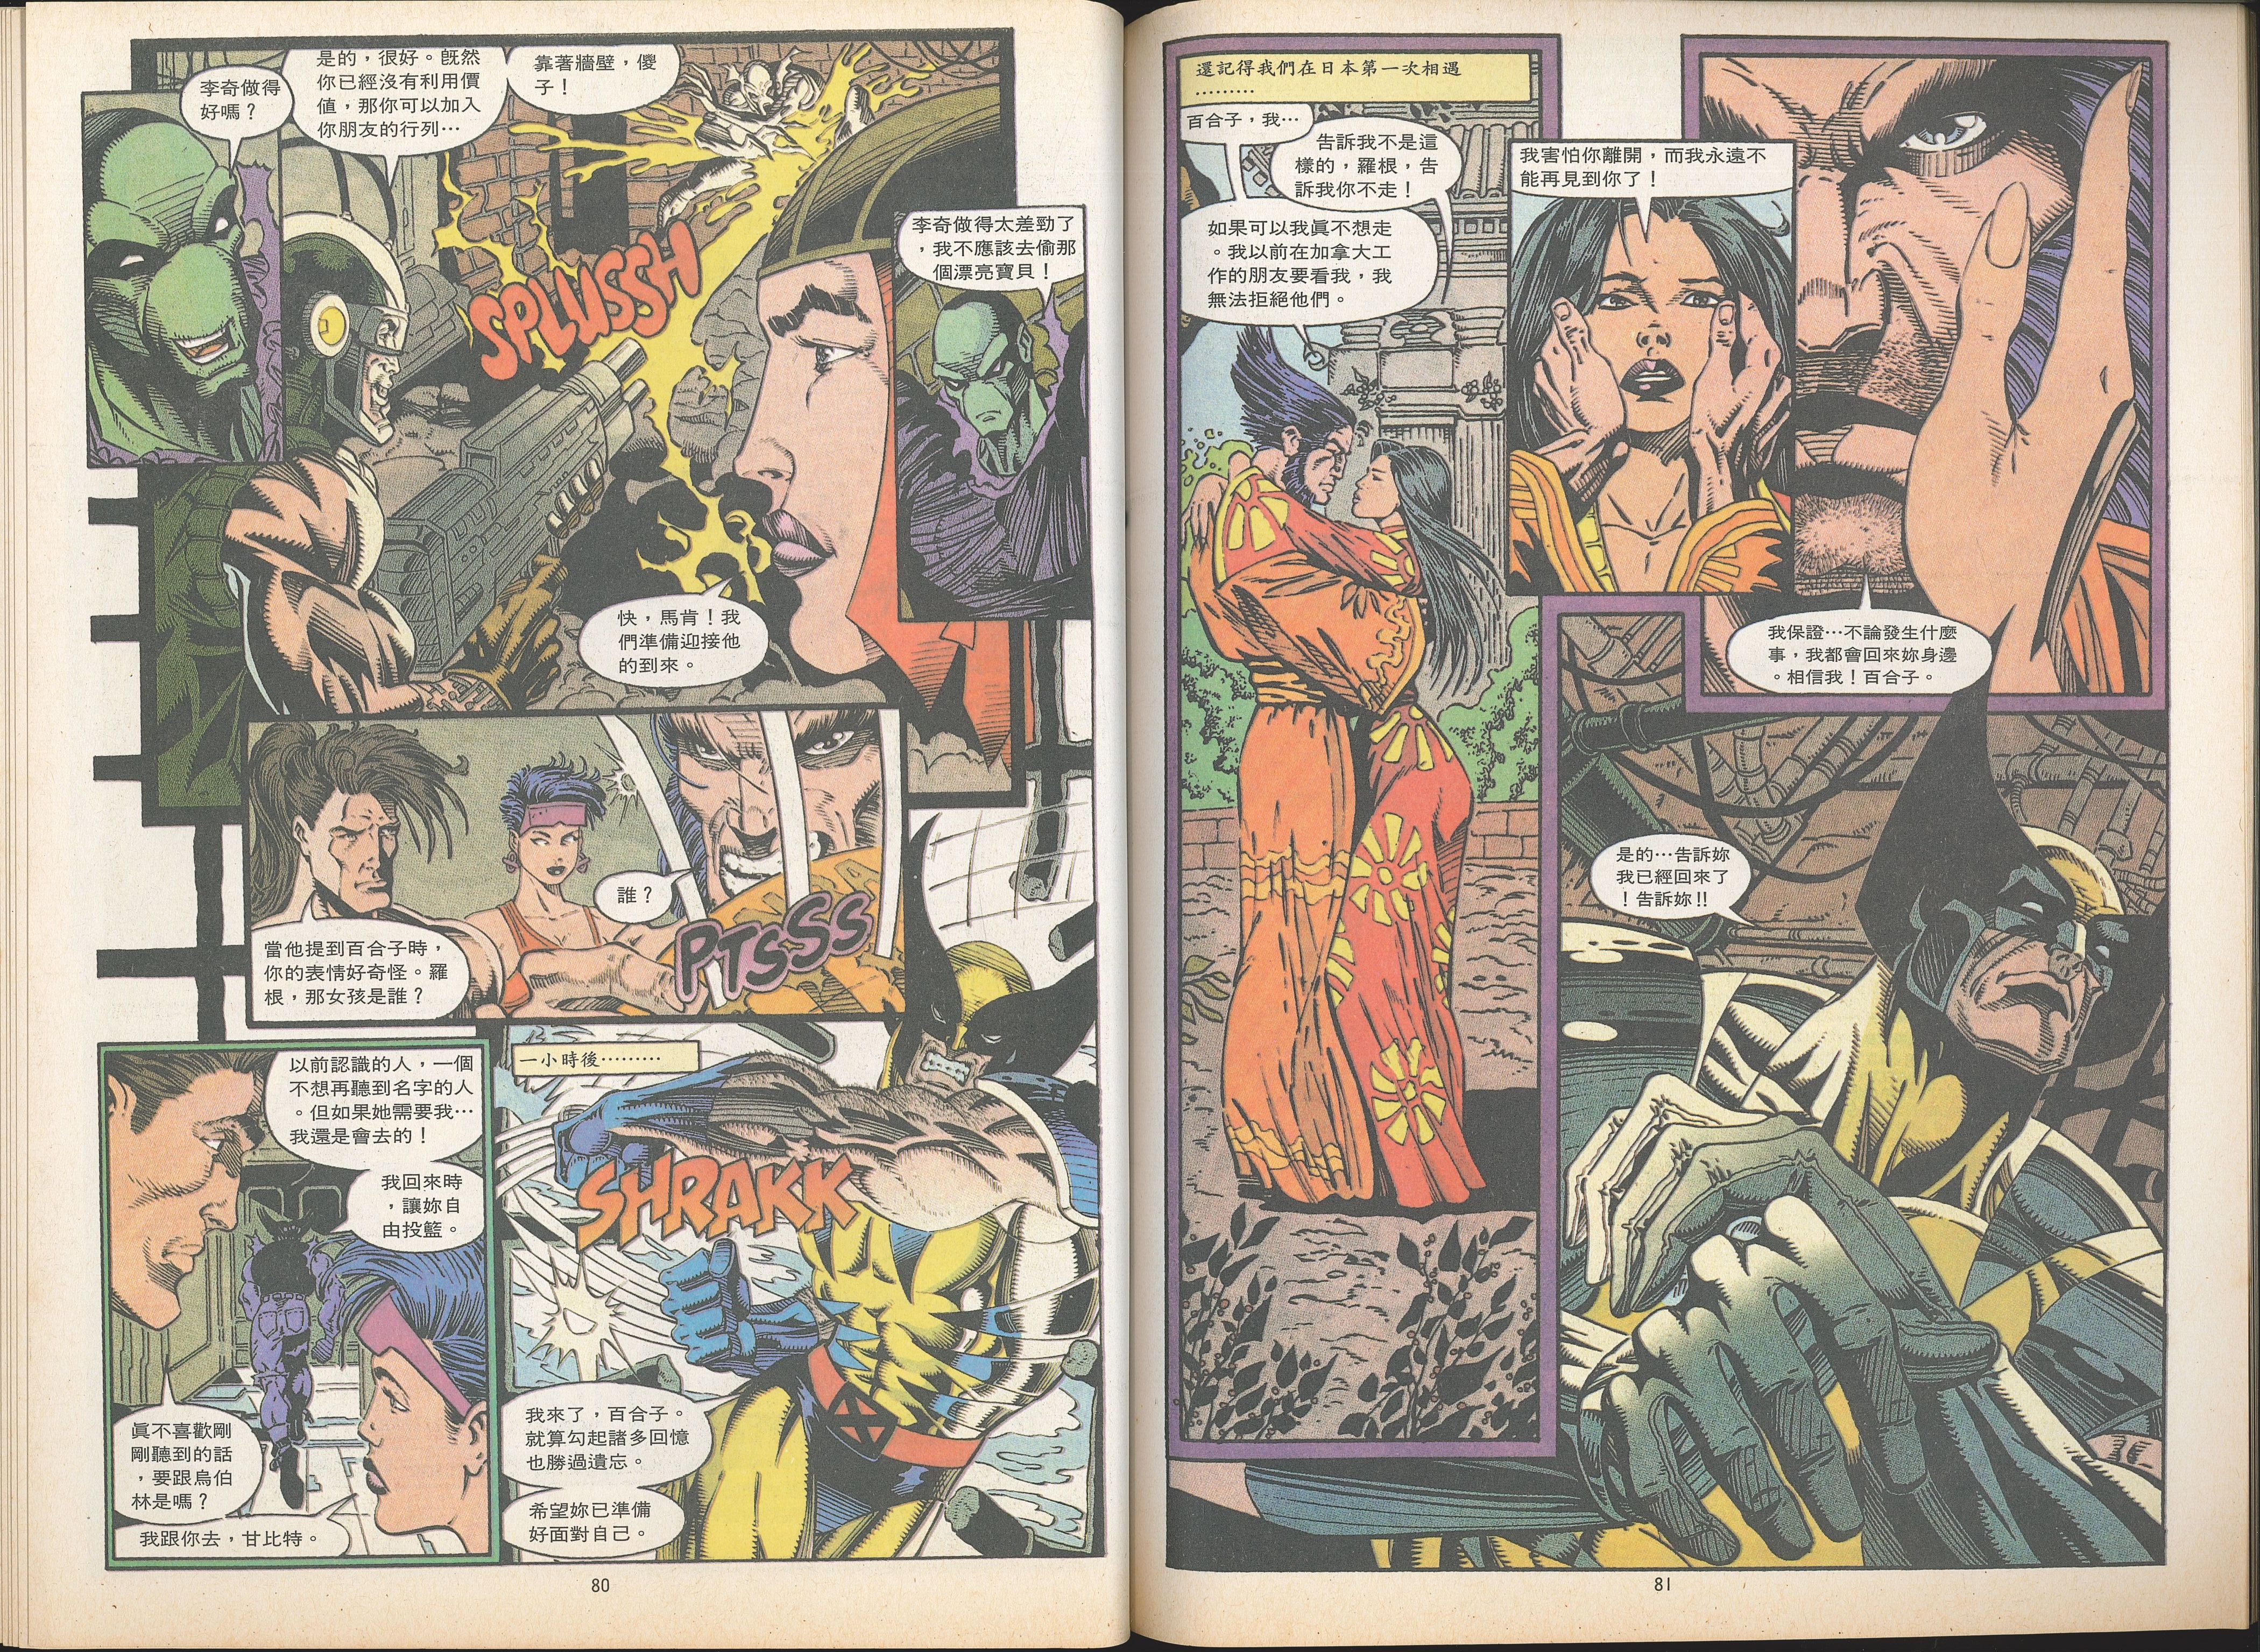 李奇做得
好嗎？
是的，很好。旣然
你已經沒有利用價
値，那你可以加入
你朋友的行列…
靠著牆壁，儍
子！
SPLUSSH
李奇做得太差勁了
，我不應該去偷那
個漂亮寶貝！
快，馬肯！我
們準備迎接他
的到來。
當他提到百合子時，
你的表情好奇怪。羅
根，那女孩是誰？
誰？
PTSSS
以前認識的人，一個
不想再聽到名字的人
。但如果她需要我…
我還是會去的！
我回來時
，讓妳自
由投籃。
眞不喜歡剛
剛聽到的話
，要跟烏伯
林是嗎？
我跟你去，甘比特。
一小時後………
SHRAKK
我來了，百合子。
就算勾起諸多回憶
也勝過遺忘。
希望妳已準備
好面對自己。
80
還記得我們在日本第一次相遇
………
百合子，我…
告訴我不是這
樣的，羅根，告
訴我你不走！
如果可以我眞不想走
。我以前在加拿大工
作的朋友要看我，我
無法拒絕他們。
我害怕你離開，而我永遠不
能再見到你了！
我保證…不論發生什麼
事，我都會回來妳身邊
。相信我！百合子。
是的…告訴妳
我已經回來了
！告訴妳!!
81